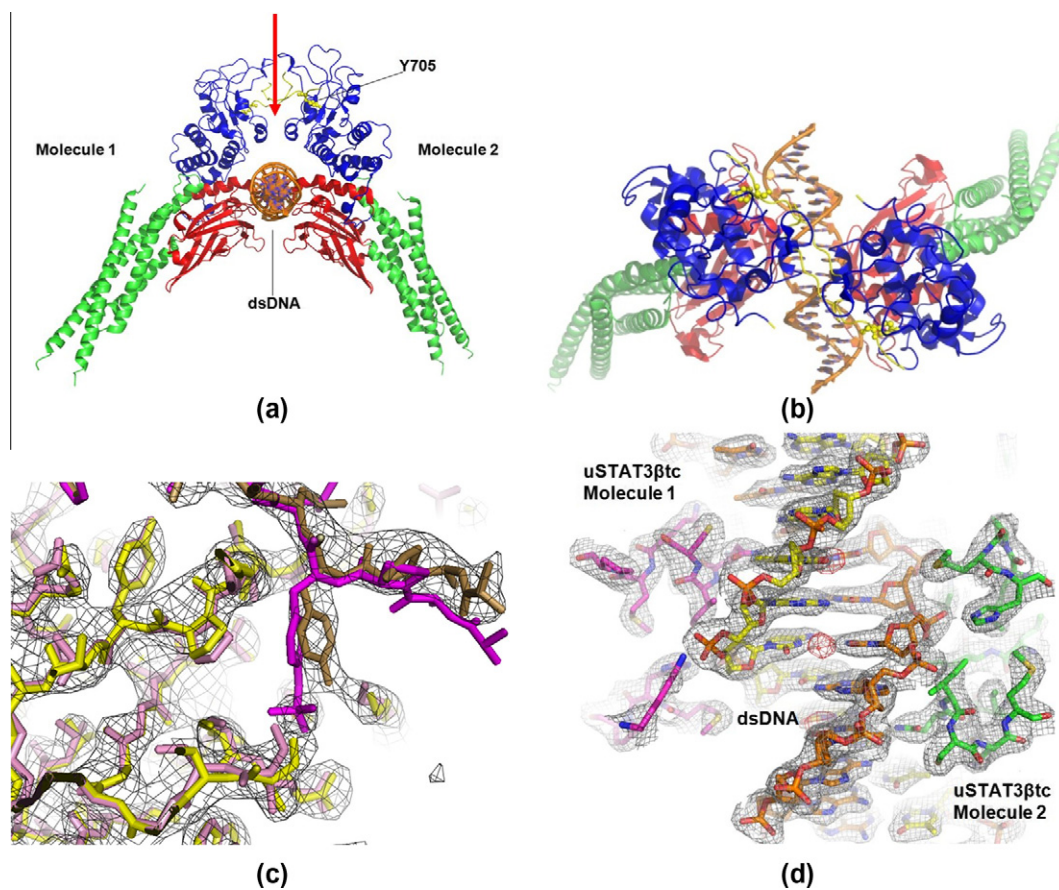 Y705
Molecule 1
Molecule 2
dsDNA
(a)
(b)
uSTAT3βtc
Molecule 1
dsDNA
uSTAT3βtc
Molecule 2
(c)
(d)